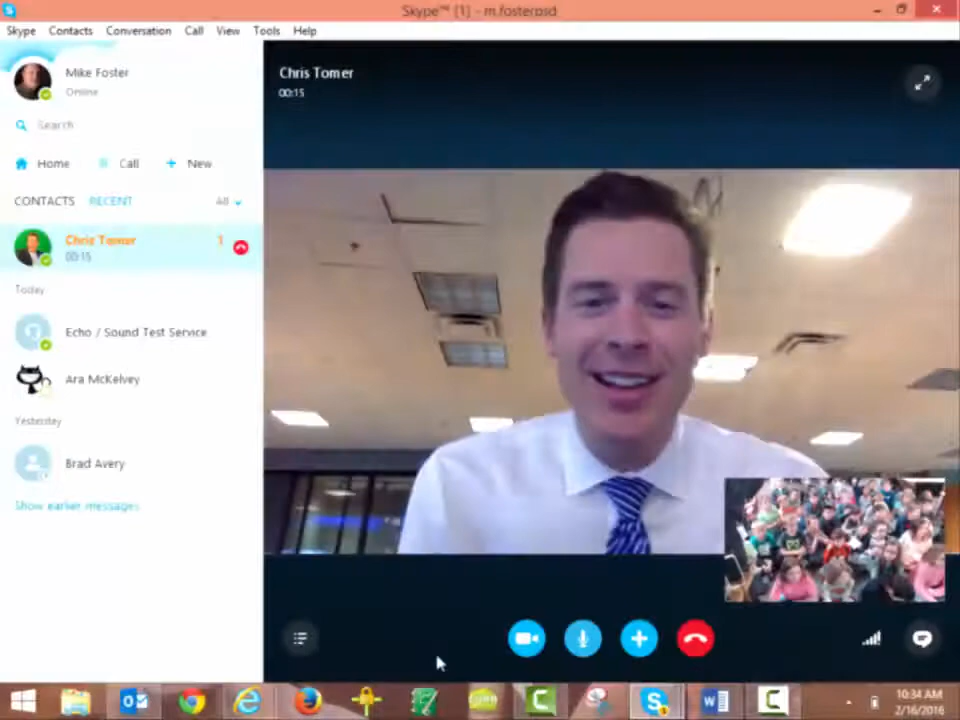 Skype™ [1] - m.fosterpsd
Skype Contacts Conversation Call View Tools Help
Mike Foster
Online
Search
Home Call New
CONTACTS RECENT
Chris Tomer 1
00:15
Today
Echo / Sound Test Service
Ara McKelvey
Yesterday
Brad Avery
Show earlier messages
Chris Tomer
00:15
10:34 AM
2/16/2016